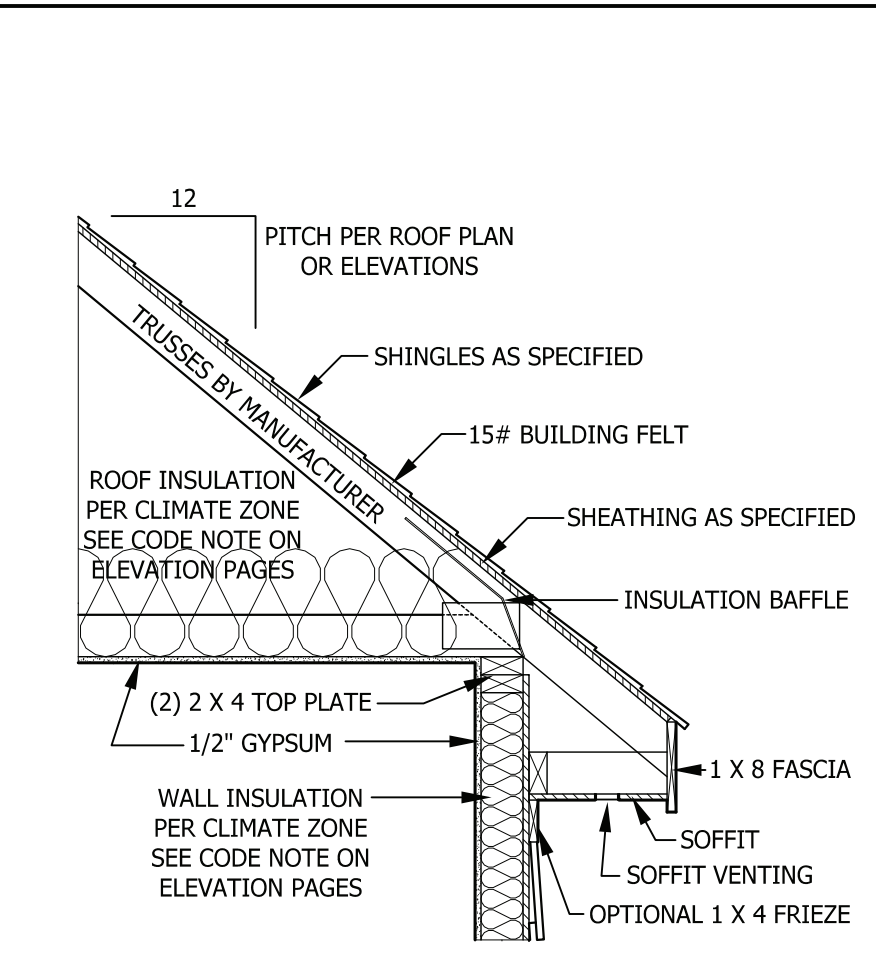 12
PITCH PER ROOF PLAN
OR ELEVATIONS
TRUSSES BY MANUFACTURER
SHINGLES AS SPECIFIED
15# BUILDING FELT
ROOF INSULATION
PER CLIMATE ZONE
SEE CODE NOTE ON
ELEVATION PAGES
SHEATHING AS SPECIFIED
INSULATION BAFFLE
(2) 2 X 4 TOP PLATE
1/2" GYPSUM
1 X 8 FASCIA
WALL INSULATION
PER CLIMATE ZONE
SEE CODE NOTE ON
ELEVATION PAGES
SOFFIT
SOFFIT VENTING
OPTIONAL 1 X 4 FRIEZE